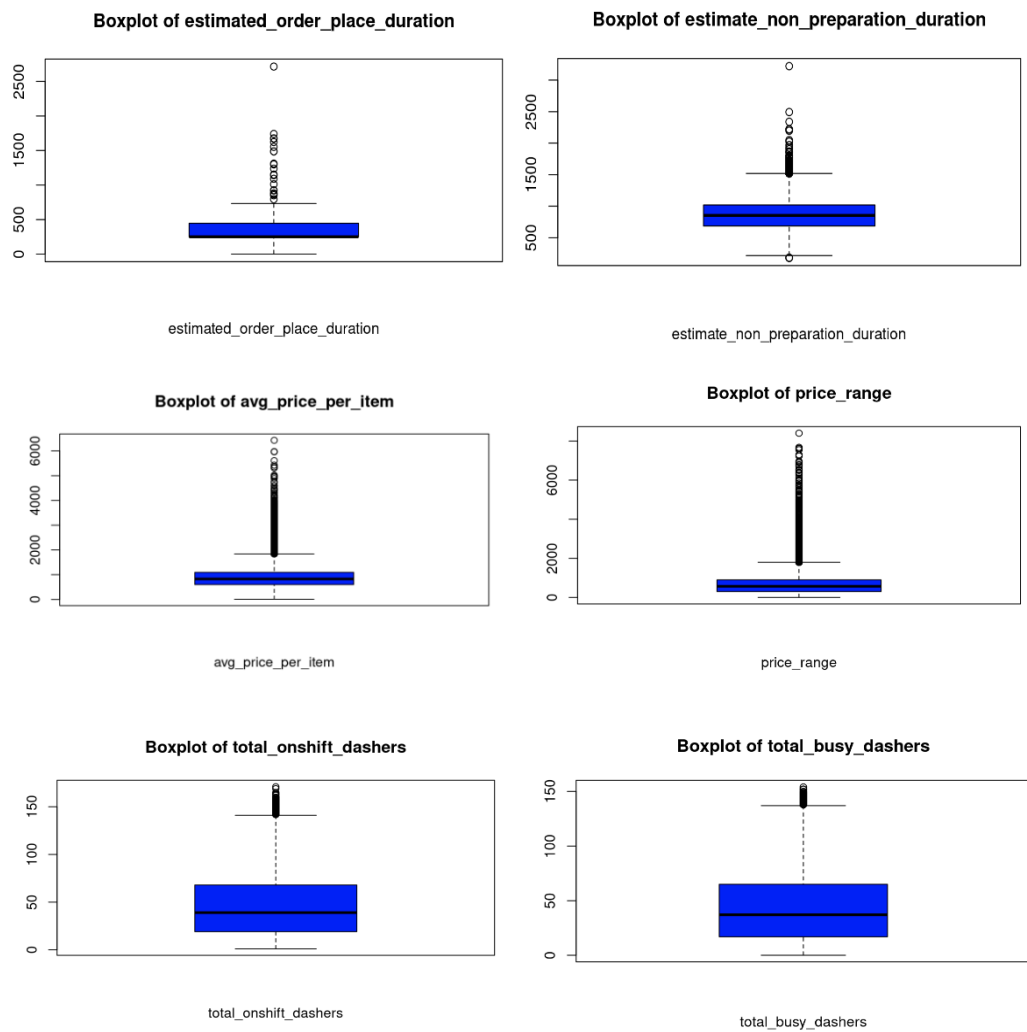 Boxplot of estimated_order_place_duration
2500
1500
500
0
estimated_order_place_duration
Boxplot of estimate_non_preparation_duration
2500
1500
500
estimate_non_preparation_duration
Boxplot of avg_price_per_item
6000
4000
2000
0
avg_price_per_item
Boxplot of price_range
6000
2000
0
price_range
Boxplot of total_onshift_dashers
150
100
50
0
total_onshift_dashers
Boxplot of total_busy_dashers
150
100
50
0
total_busy_dashers